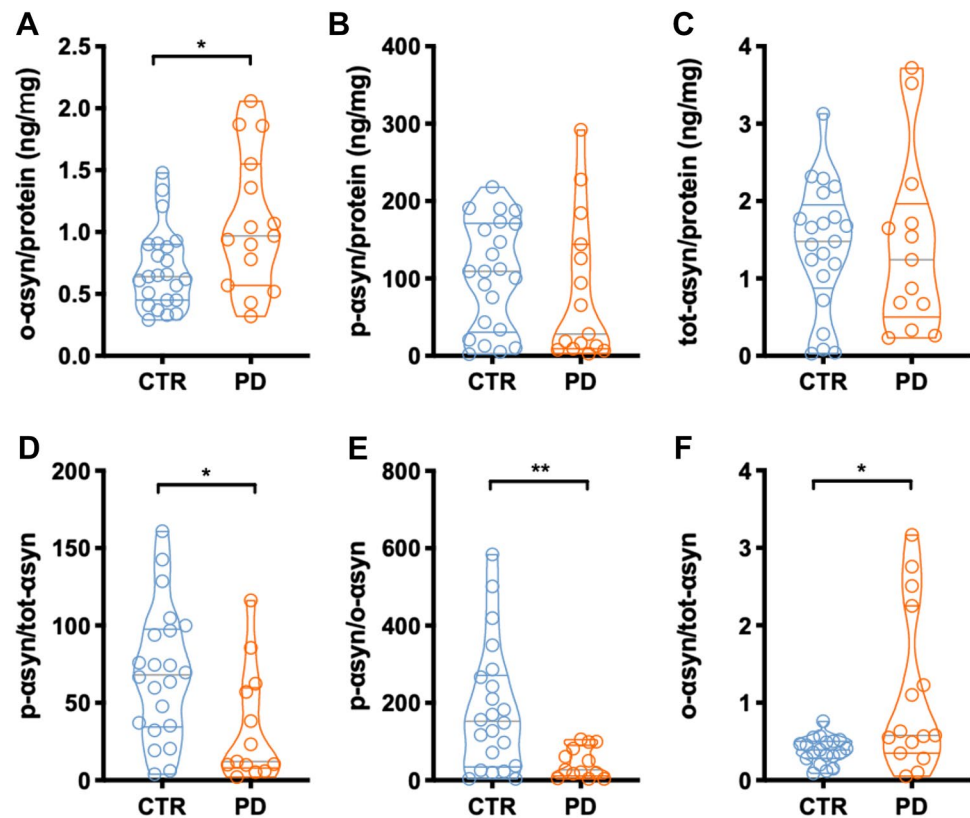 A
o-αsyn/protein (ng/mg)
2.5
2.0
1.5
1.0
0.5
0.0
*
CTR PD
B
p-αsyn/protein (ng/mg)
400
300
200
100
0
CTR PD
C
tot-αsyn/protein (ng/mg)
4
3
2
1
0
CTR PD
D
p-αsyn/tot-αsyn
200
150
100
50
0
*
CTR PD
E
p-αsyn/o-αsyn
800
600
400
200
0
**
CTR PD
F
o-αsyn/tot-αsyn
4
3
2
1
0
*
CTR PD